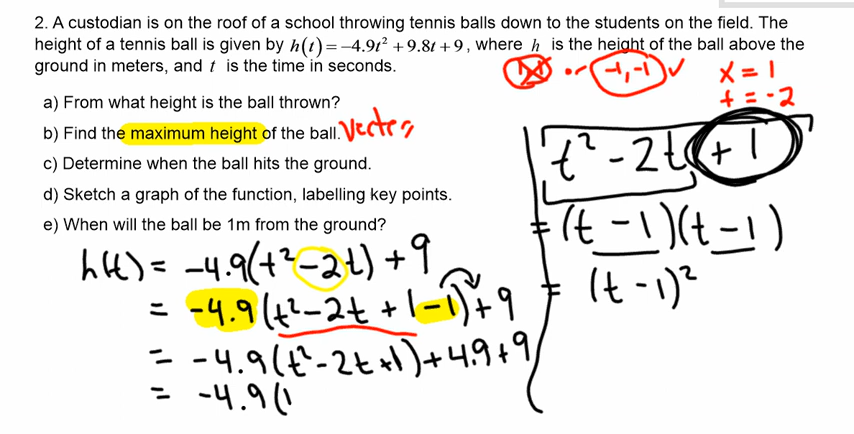 2. A custodian is on the roof of a school throwing tennis balls down to the students on the field. The
height of a tennis ball is given by h(t) = −4.9t² + 9.8t + 9, where h is the height of the ball above the
ground in meters, and t is the time in seconds.
or -1,-1 ✓ x = 1
+ = -2
a) From what height is the ball thrown?
b) Find the maximum height of the ball. Vertex
c) Determine when the ball hits the ground.
d) Sketch a graph of the function, labelling key points.
e) When will the ball be 1m from the ground?
t² - 2t + 1
= (t - 1)(t - 1)
= (t - 1)²
h(t) = -4.9(t² - 2t) + 9
= -4.9(t² - 2t + 1 - 1) + 9
= -4.9(t² - 2t + 1) + 4.9 + 9
= -4.9(